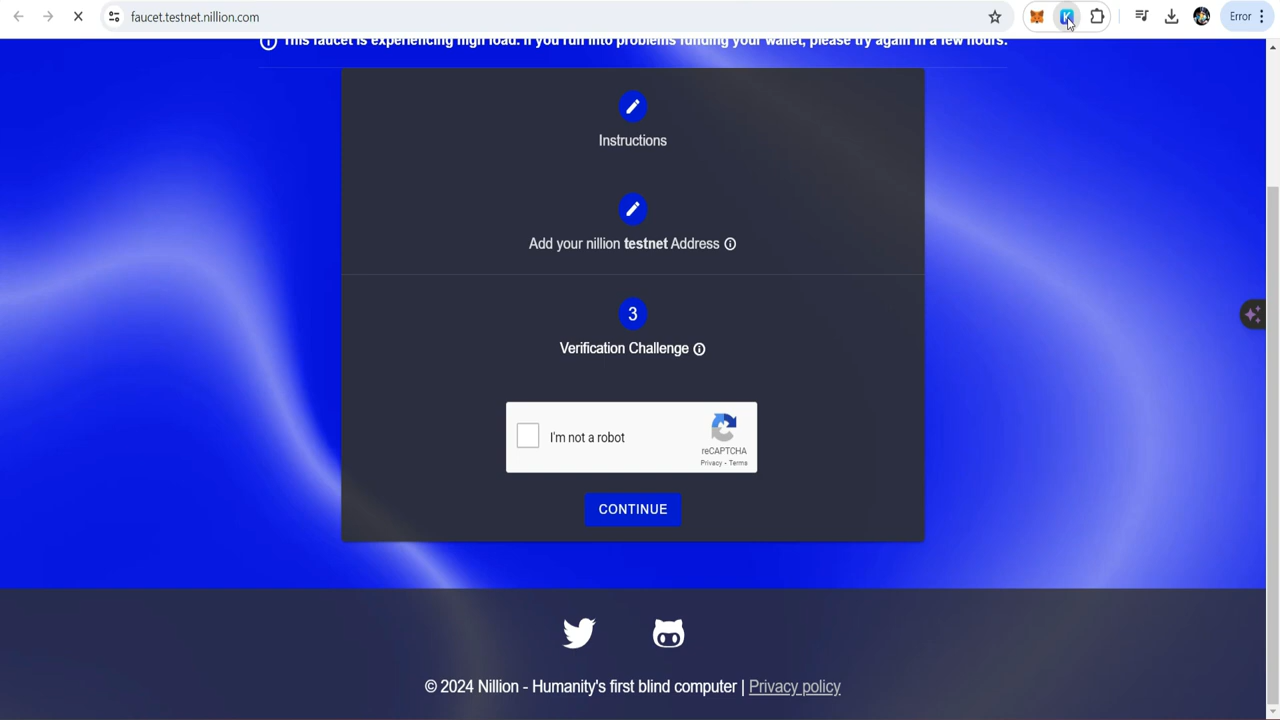 faucet.testnet.nillion.com
Error
This faucet is experiencing high load. If you run into problems funding your wallet, please try again in a few hours.
Instructions
Add your nillion testnet Address
3
Verification Challenge
I'm not a robot
reCAPTCHA
Privacy - Terms
CONTINUE
© 2024 Nillion - Humanity's first blind computer | Privacy policy